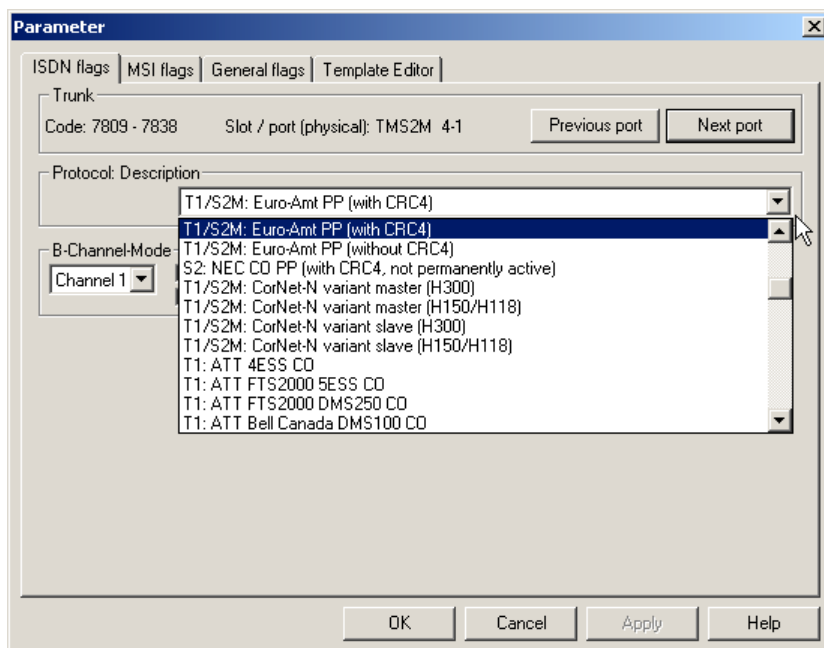 Parameter
ISDN flags MSI flags General flags Template Editor
Trunk
Code: 7809 - 7838 Slot / port (physical): TMS2M 4-1 Previous port Next port
Protocol: Description
T1/S2M: Euro-Amt PP (with CRC4)
T1/S2M: Euro-Amt PP (with CRC4)
T1/S2M: Euro-Amt PP (without CRC4)
S2: NEC CO PP (with CRC4, not permanently active)
T1/S2M: CorNet-N variant master (H300)
T1/S2M: CorNet-N variant master (H150/H118)
T1/S2M: CorNet-N variant slave (H300)
T1/S2M: CorNet-N variant slave (H150/H118)
T1: ATT 4ESS CO
T1: ATT FTS2000 5ESS CO
T1: ATT FTS2000 DMS250 CO
T1: ATT Bell Canada DMS100 CO
B-Channel-Mode
Channel 1
OK Cancel Apply Help